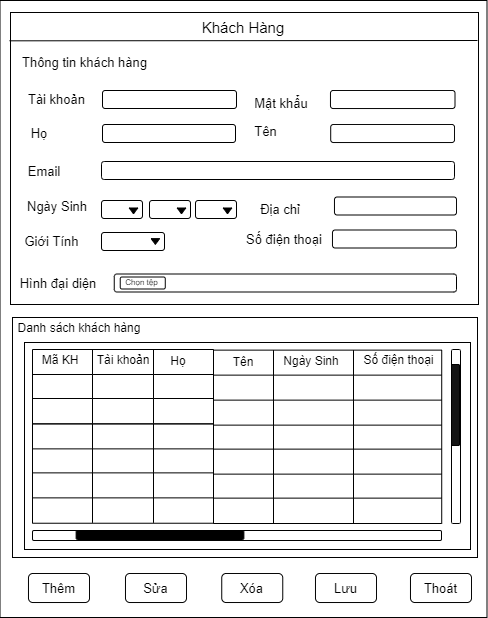 Khách Hàng
Thông tin khách hàng
Tài khoản
Mật khẩu
Họ
Tên
Email
Ngày Sinh
Địa chỉ
Giới Tính
Số điện thoại
Hình đại diện
Chọn tệp
Danh sách khách hàng
Mã KH Tài khoản Họ Tên Ngày Sinh Số điện thoại
Thêm Sửa Xóa Lưu Thoát